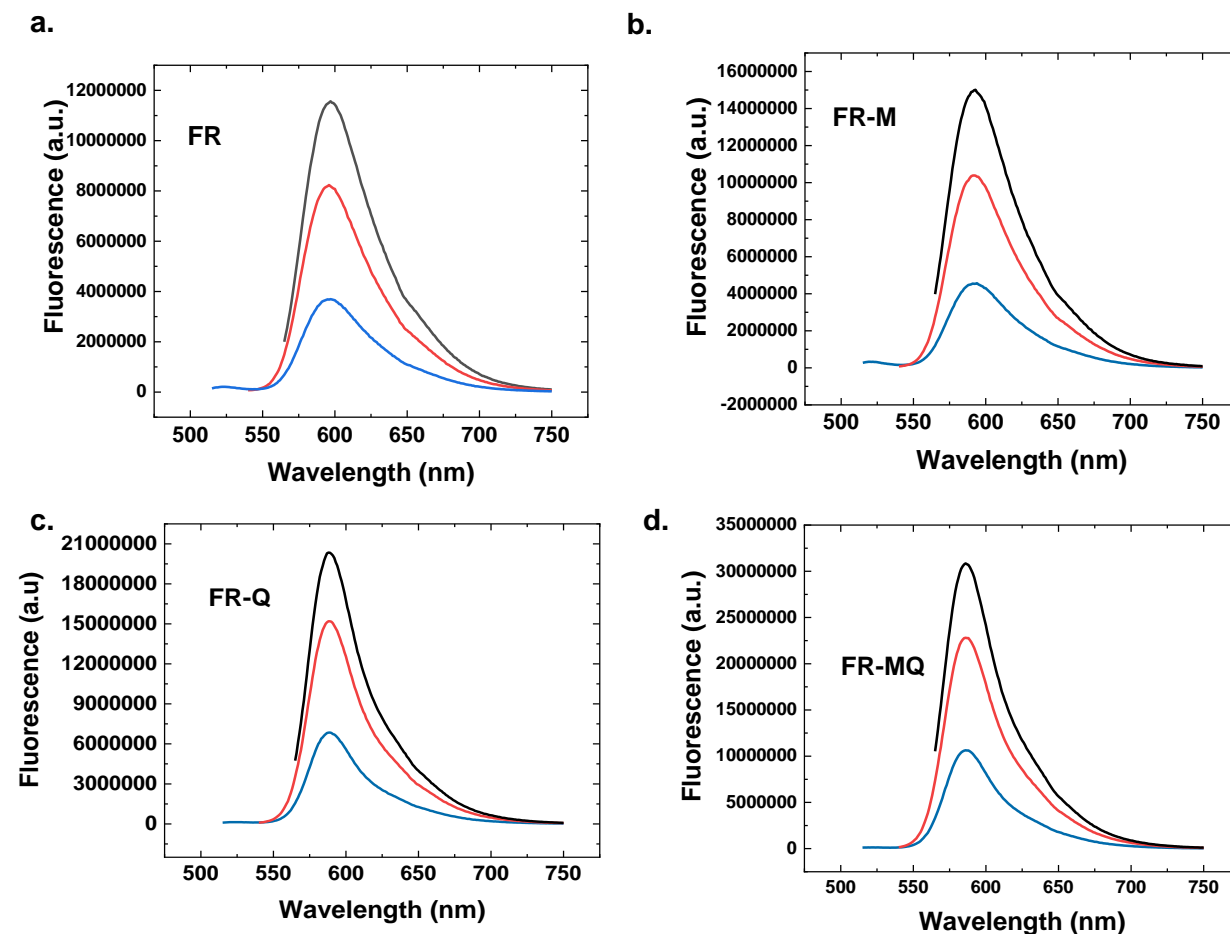 a.
FR
Fluorescence (a.u.)
12000000
10000000
8000000
6000000
4000000
2000000
0
500 550 600 650 700 750
Wavelength (nm)
b.
FR-M
Fluorescence (a.u.)
16000000
14000000
12000000
10000000
8000000
6000000
4000000
2000000
0
-2000000
500 550 600 650 700 750
Wavelength (nm)
c.
FR-Q
Fluorescence (a.u)
21000000
18000000
15000000
12000000
9000000
6000000
3000000
0
500 550 600 650 700 750
Wavelength (nm)
d.
FR-MQ
Fluorescence (a.u.)
35000000
30000000
25000000
20000000
15000000
10000000
5000000
0
500 550 600 650 700 750
Wavelength (nm)